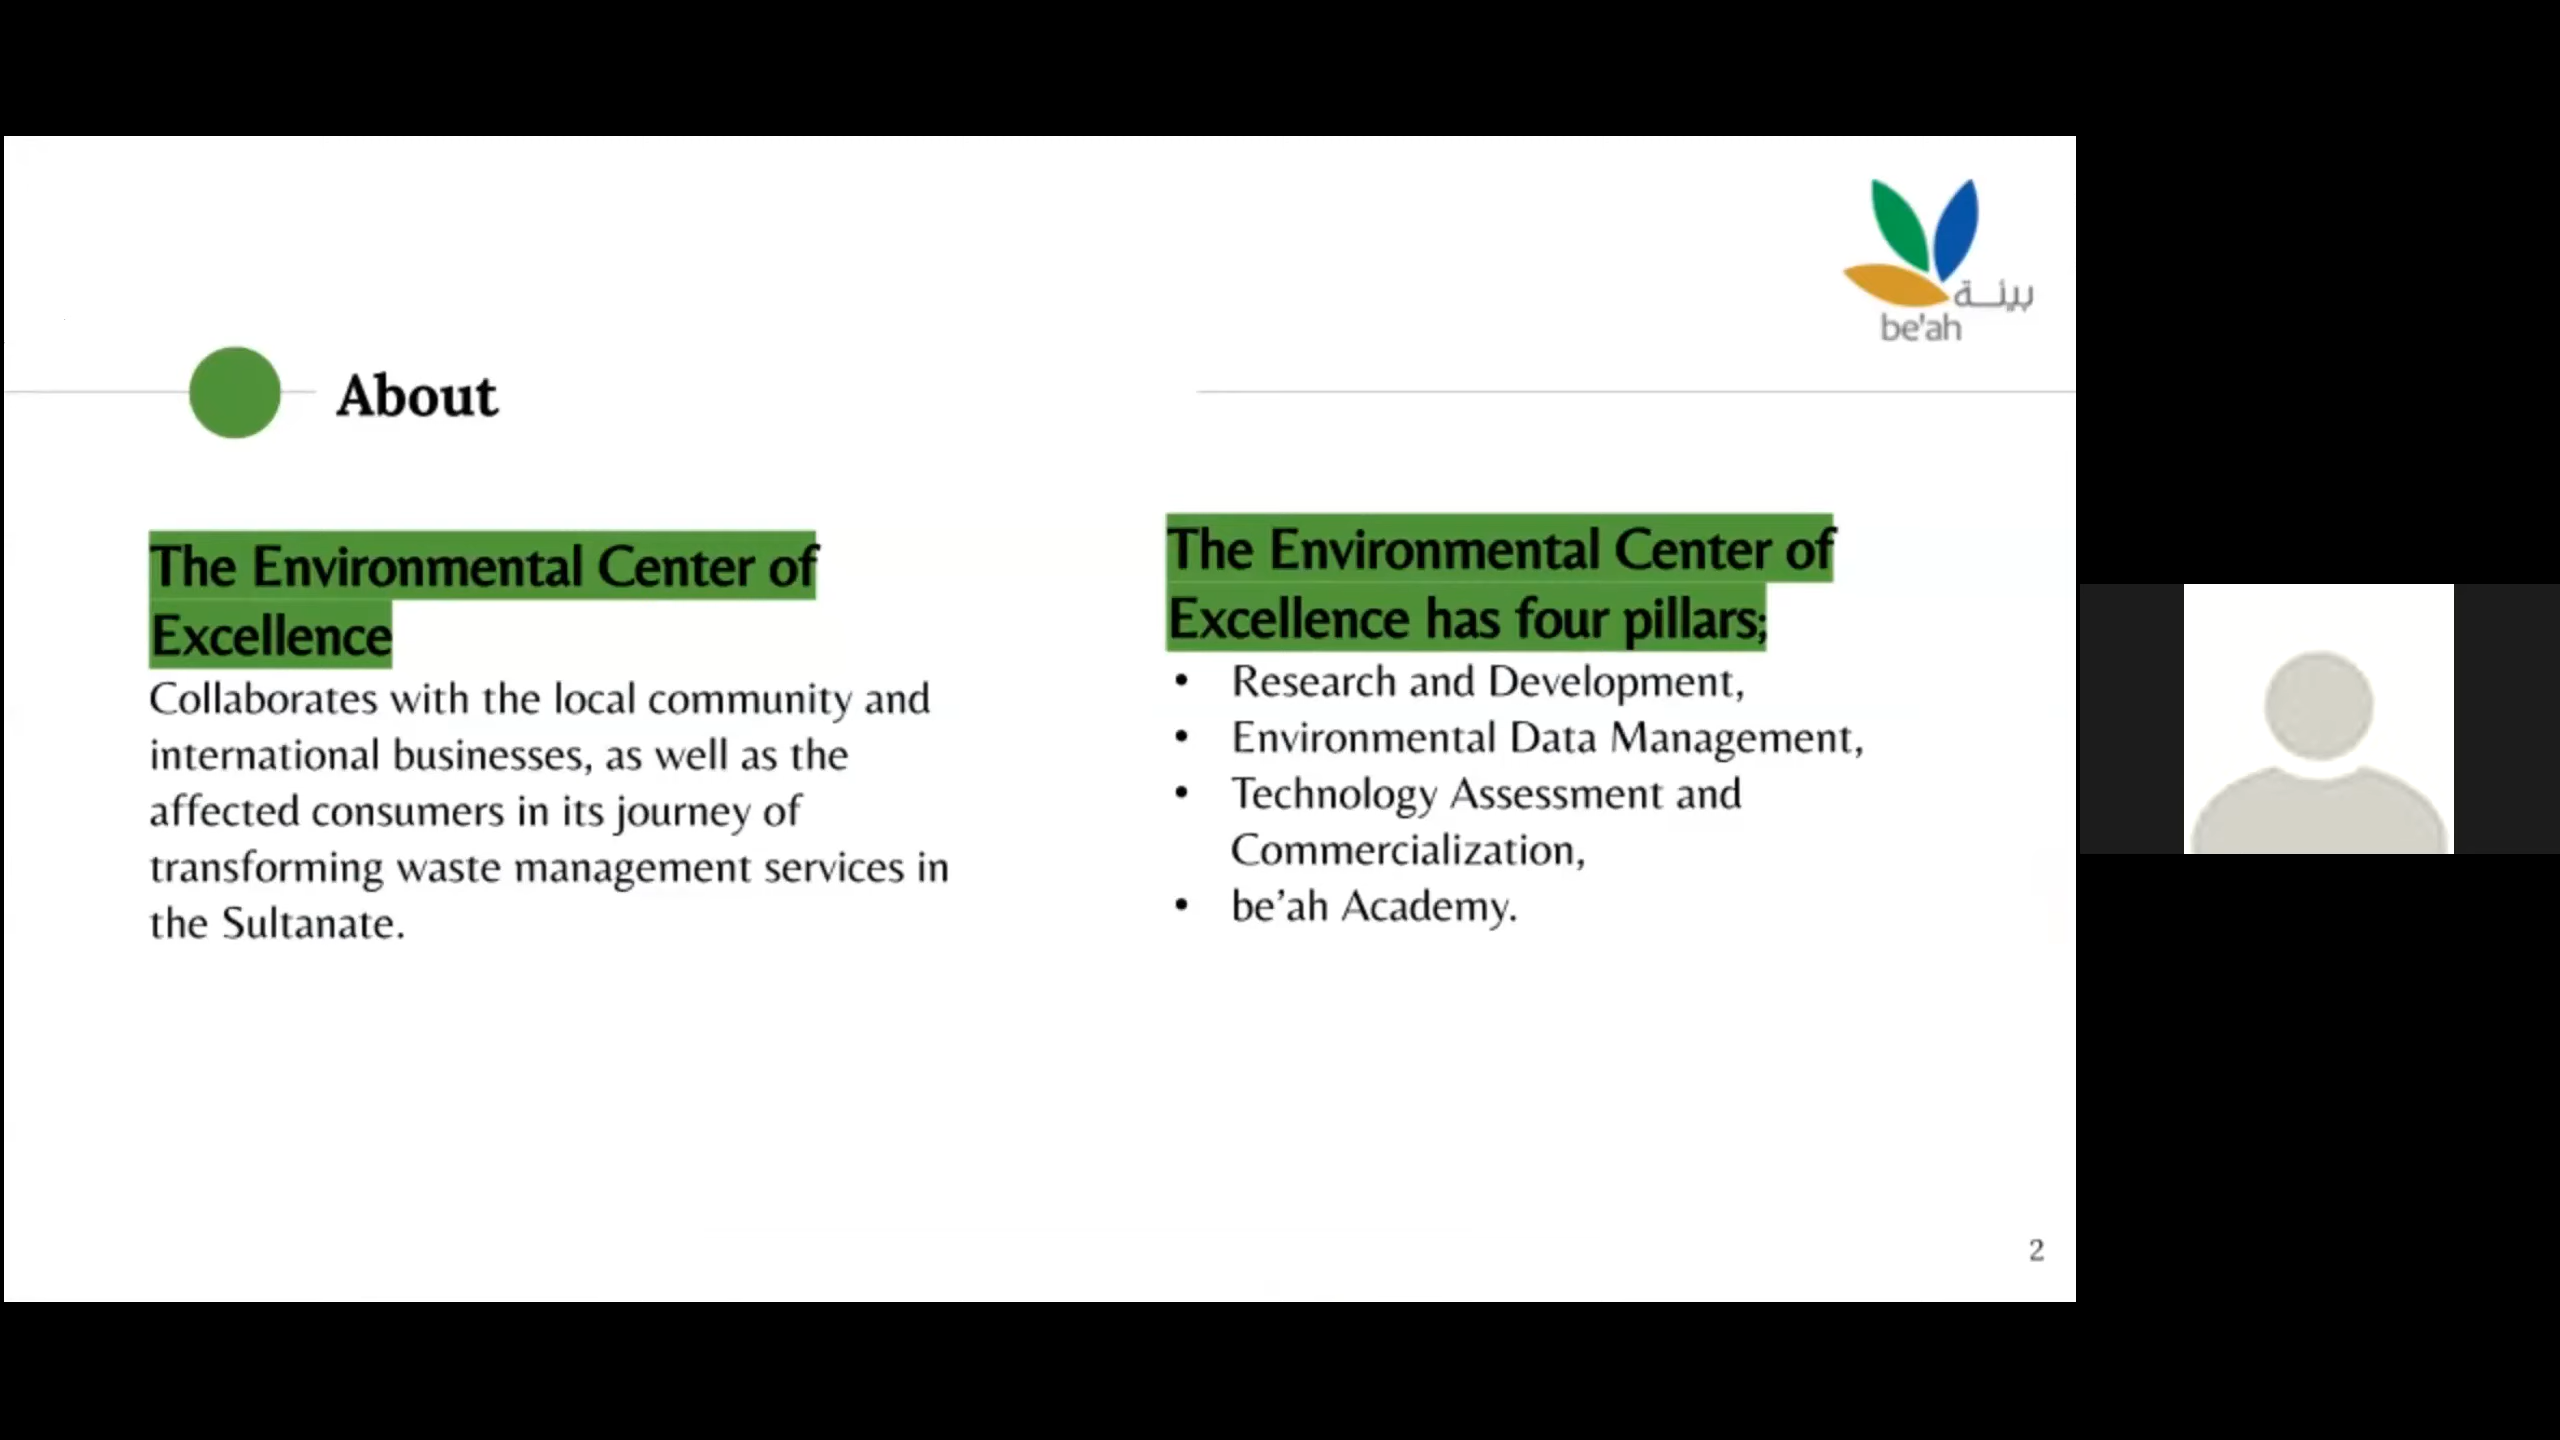 بيئة
be'ah
About
The Environmental Center of
Excellence
Collaborates with the local community and
international businesses, as well as the
affected consumers in its journey of
transforming waste management services in
the Sultanate.
The Environmental Center of
Excellence has four pillars;
• Research and Development,
• Environmental Data Management,
• Technology Assessment and
Commercialization,
• be’ah Academy.
2